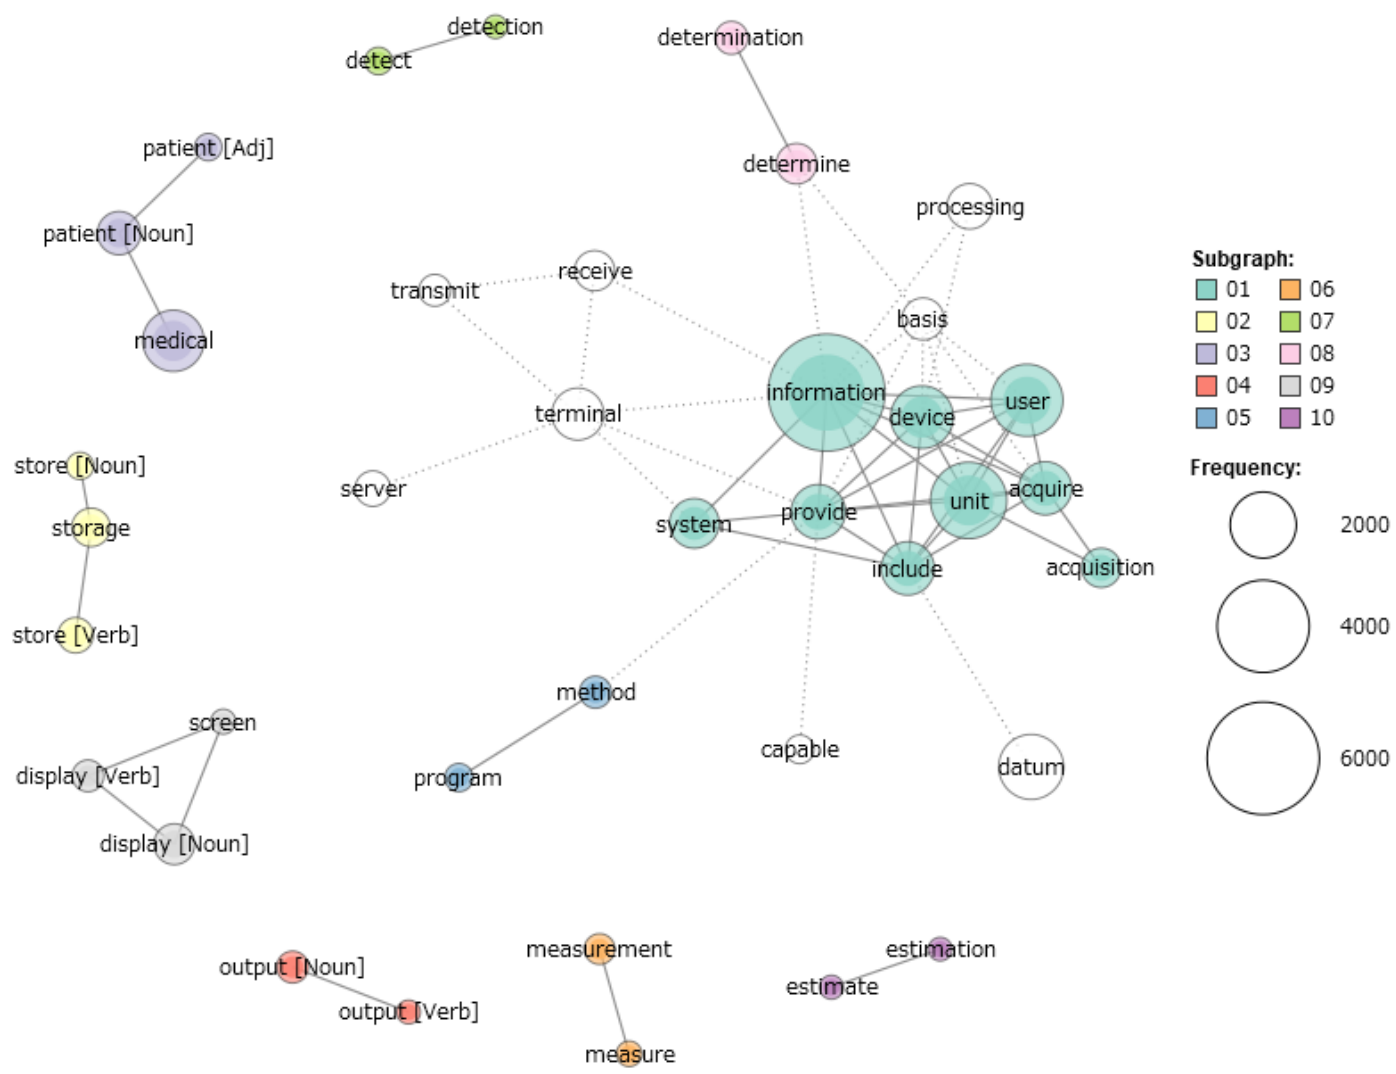 detection
detect
determination
patient [Adj]
determine
processing
patient [Noun]
receive
transmit
basis
medical
information
device
user
terminal
store [Noun]
server
acquire
unit
provide
system
storage
include
acquisition
store [Verb]
method
screen
capable
datum
display [Verb]
program
display [Noun]
measurement
estimation
output [Noun]
estimate
output [Verb]
measure
Subgraph:
01 06
02 07
03 08
04 09
05 10
Frequency:
2000
4000
6000